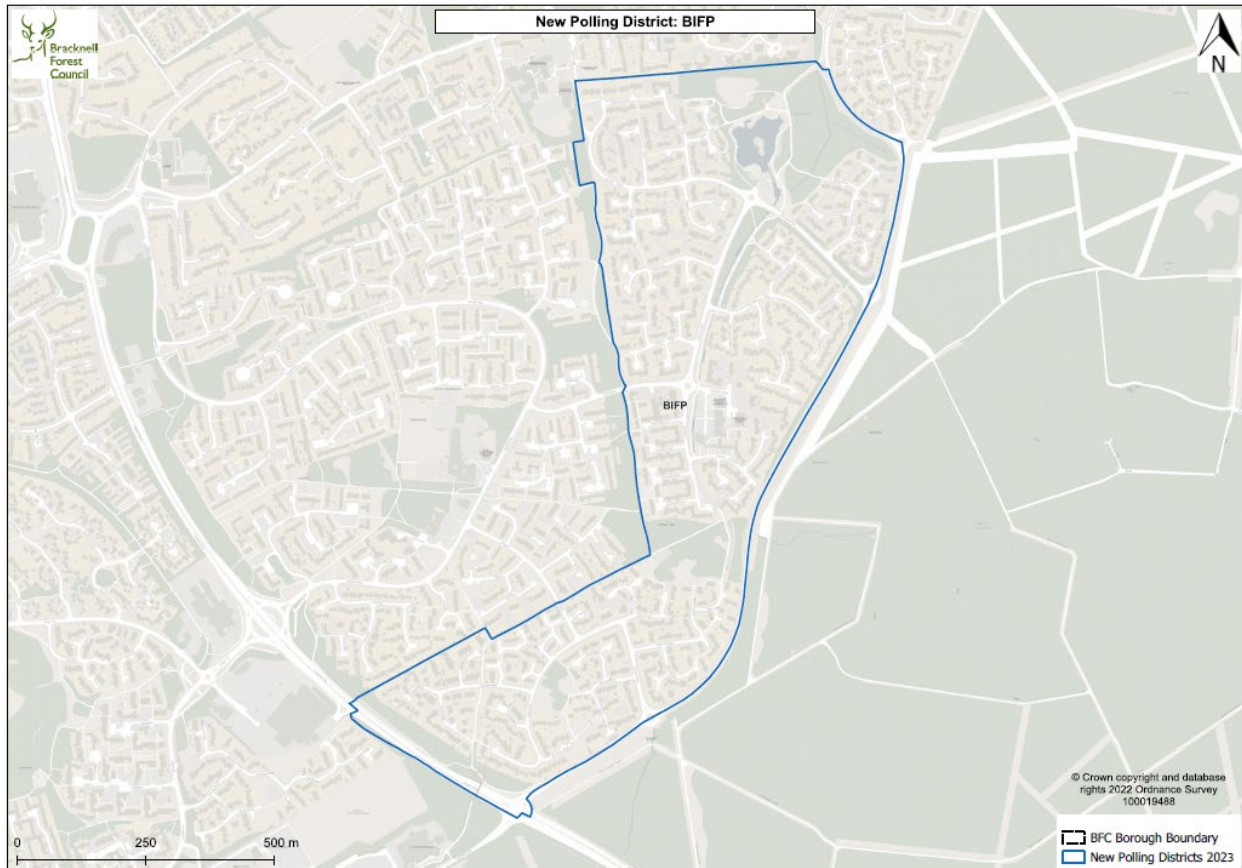 New Polling District: BIFP
Bracknell
Forest
Council
N
BIFP
© Crown copyright and database
rights 2022 Ordnance Survey
100019488
BFC Borough Boundary
New Polling Districts 2023
0 250 500 m